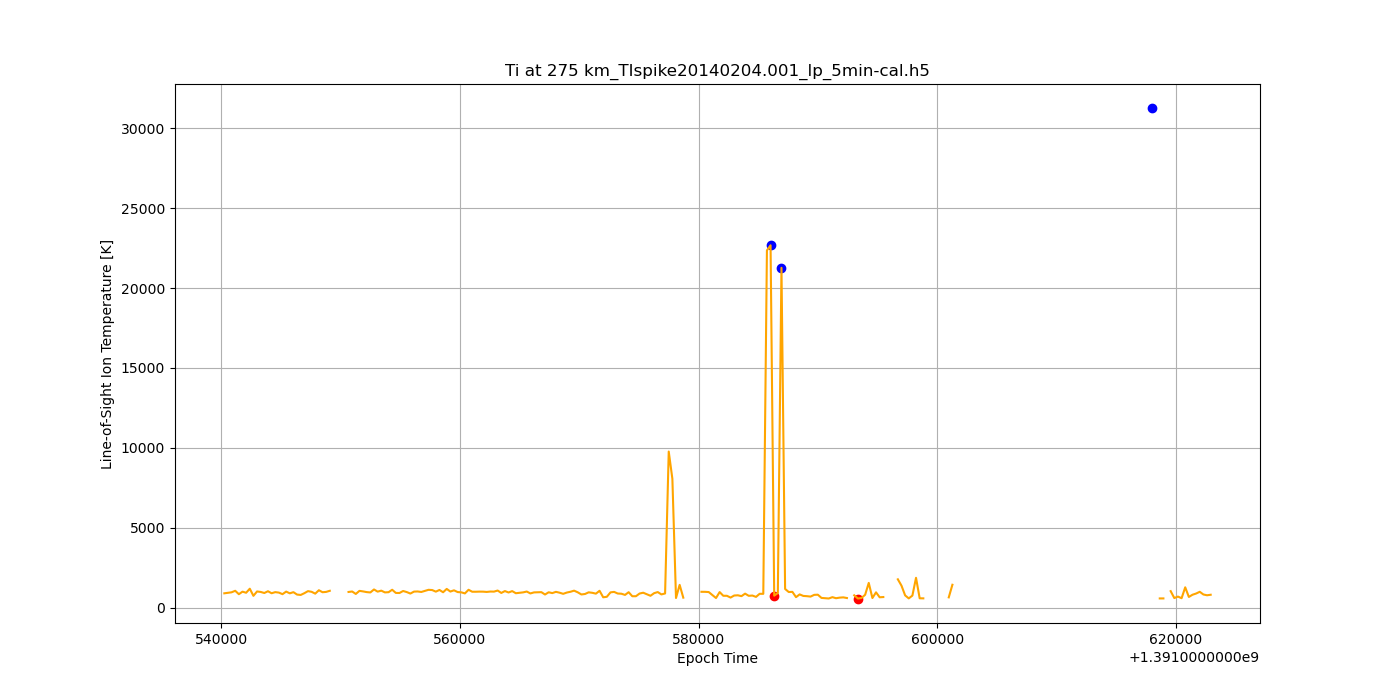 Ti at 275 km_TIspike20140204.001_lp_5min-cal.h5
Line-of-Sight Ion Temperature [K]
30000
25000
20000
15000
10000
5000
0
540000 560000 580000 600000 620000
Epoch Time
+1.3910000000e9